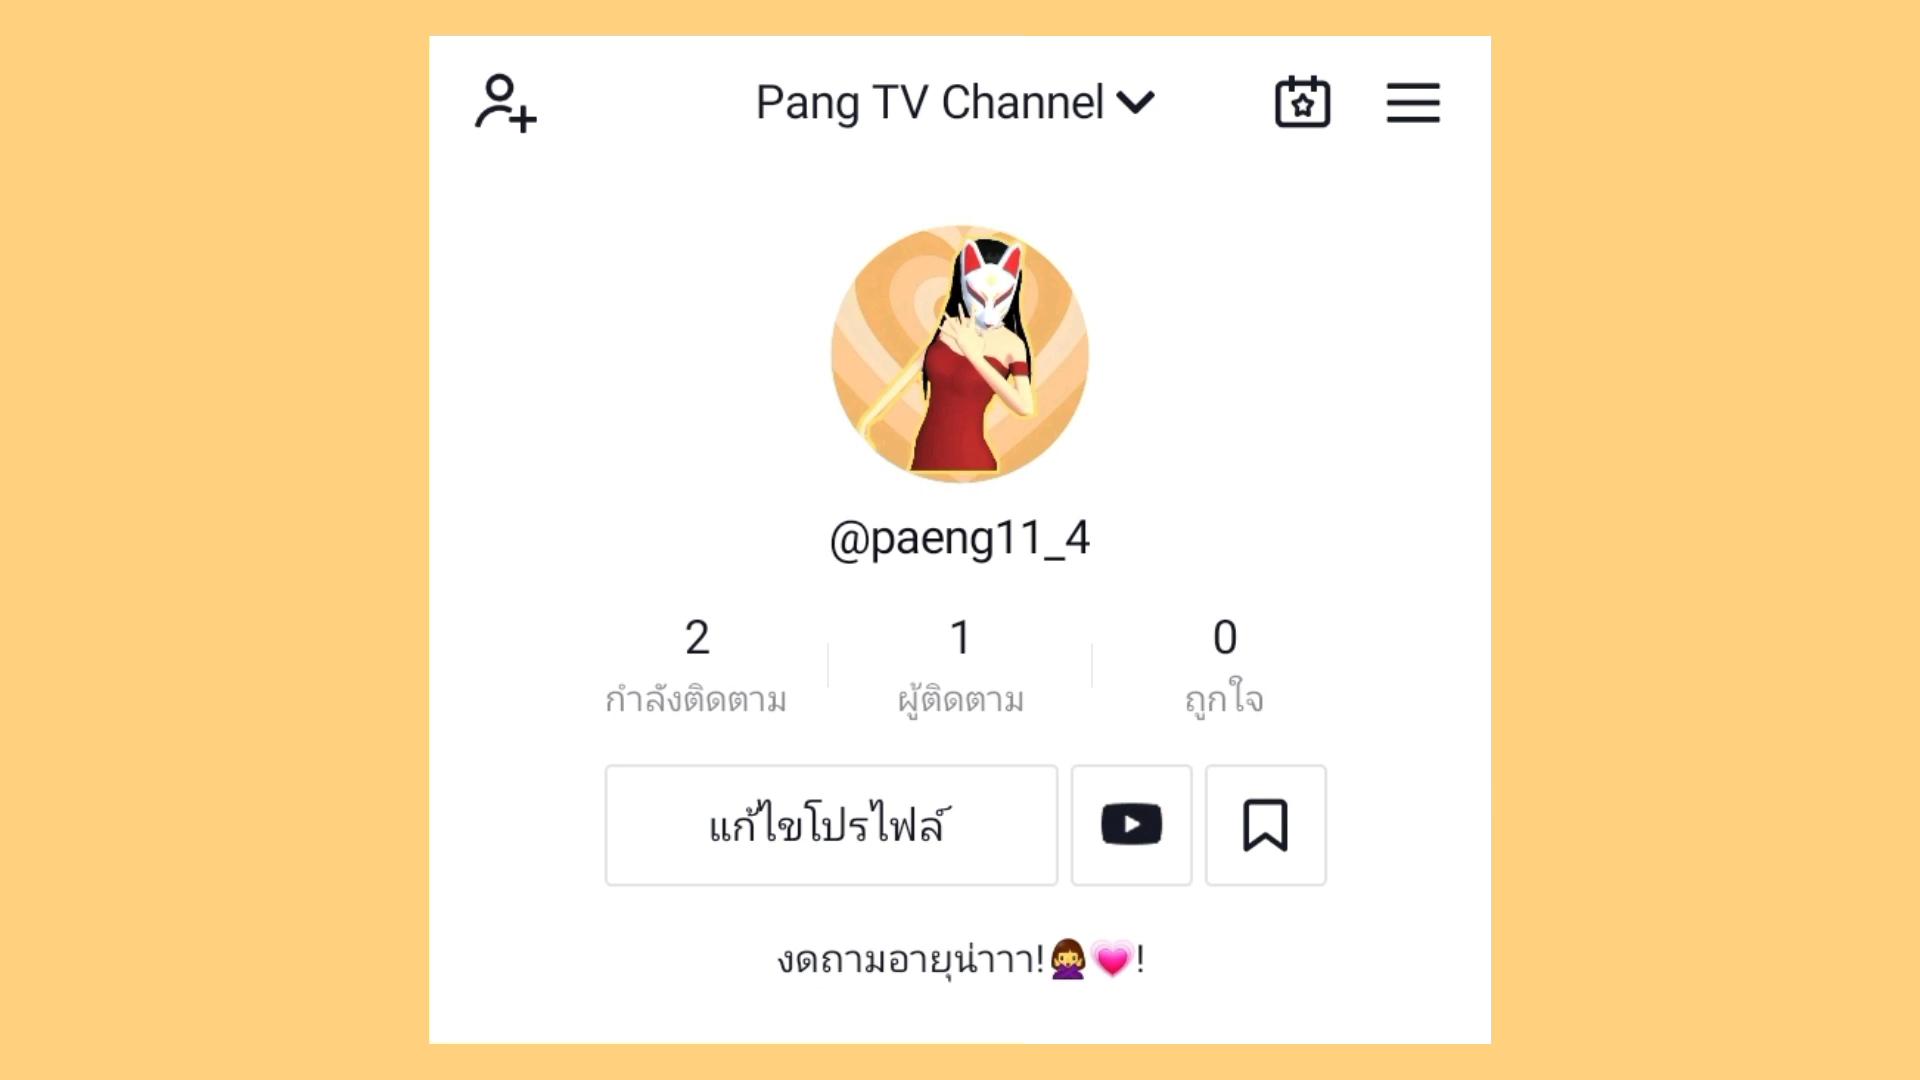 Pang TV Channel
@paeng11_4
2 1 0
กำลังติดตาม ผู้ติดตาม ถูกใจ
แก้ไขโปรไฟล์
งดถามอายุน่าาา!🙇‍♀️💗!